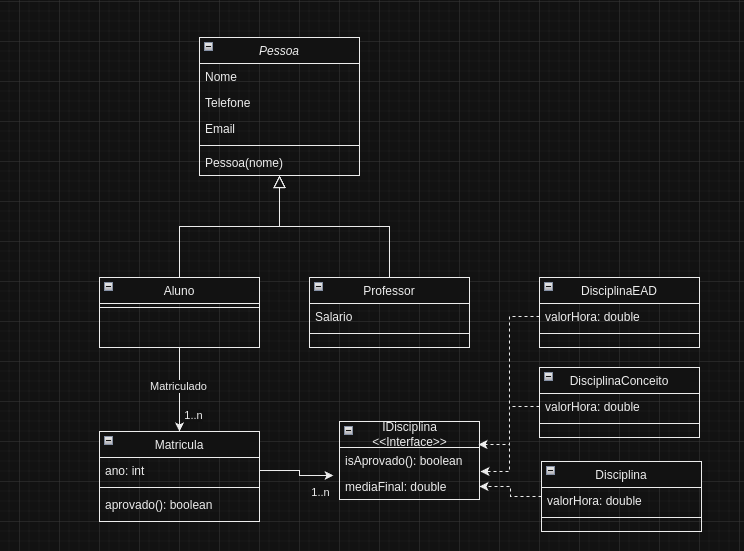 Pessoa
Nome
Telefone
Email
Pessoa(nome)
Aluno
Professor
Salario
DisciplinaEAD
valorHora: double
DisciplinaConceito
valorHora: double
Matriculado
1..n
Matricula
ano: int
aprovado(): boolean
1..n
IDisciplina
<<Interface>>
isAprovado(): boolean
mediaFinal: double
Disciplina
valorHora: double